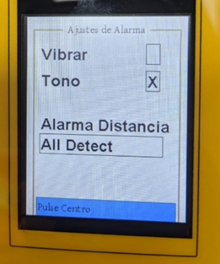 Ajustes de Alarma
Vibrar
Tono X
Alarma Distancia
All Detect
Pulse Centro